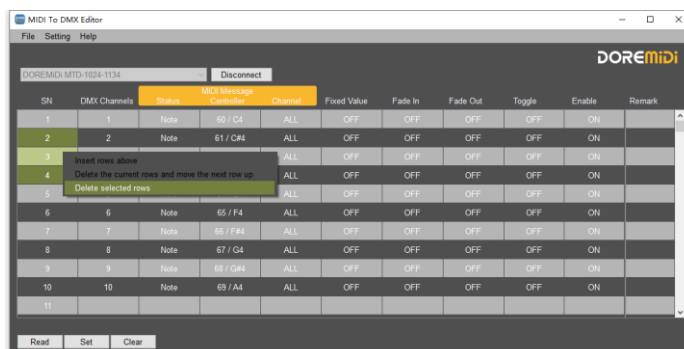 MIDI To DMX Editor
File Setting Help
DOREMiDi
DOREMiDi MTD-1024-1134 Disconnect
MIDI Message
SN DMX Channels Status Controller Channel Fixed Value Fade In Fade Out Toggle Enable Remark
1 1 Note 60 / C4 ALL OFF OFF OFF OFF ON
2 2 Note 61 / C#4 ALL OFF OFF OFF OFF ON
3 ALL OFF OFF OFF OFF ON
Insert rows above
Delete the current rows and move the next row up
4 ALL OFF OFF OFF OFF ON
Delete selected rows
5 ALL OFF OFF OFF OFF ON
6 6 Note 65 / F4 ALL OFF OFF OFF OFF ON
7 7 Note 66 / F#4 ALL OFF OFF OFF OFF ON
8 8 Note 67 / G4 ALL OFF OFF OFF OFF ON
9 9 Note 68 / G#4 ALL OFF OFF OFF OFF ON
10 10 Note 69 / A4 ALL OFF OFF OFF OFF ON
11
Read Set Clear